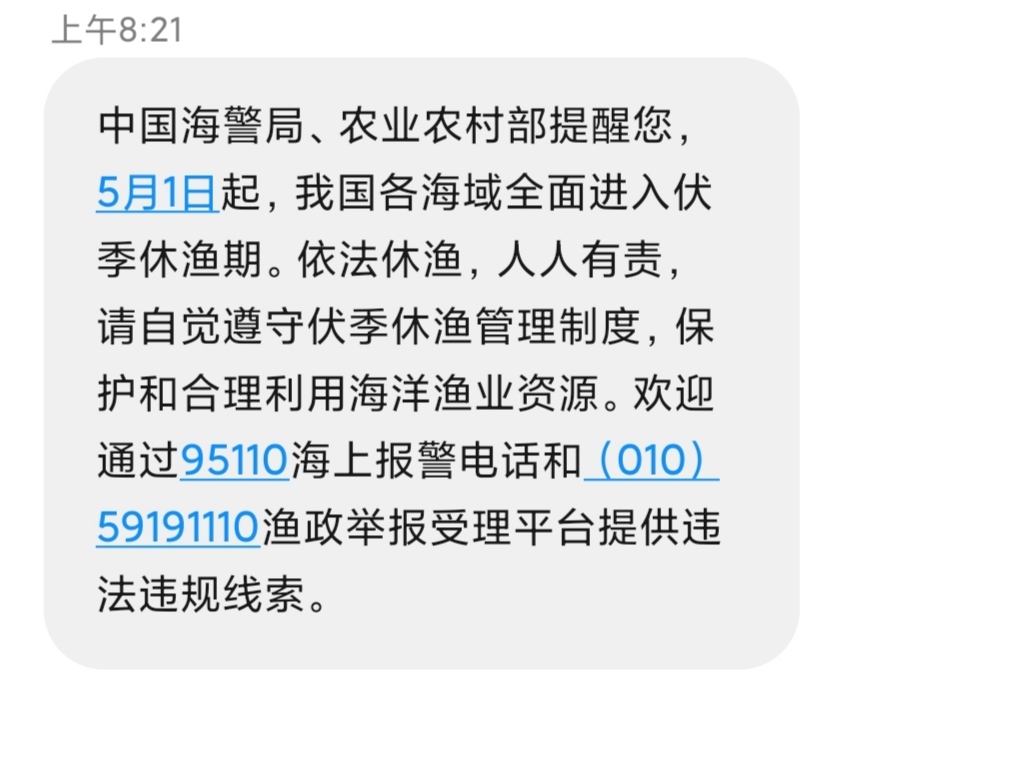 上午8:21
中国海警局、农业农村部提醒您，
5月1日起，我国各海域全面进入伏
季休渔期。依法休渔，人人有责，
请自觉遵守伏季休渔管理制度，保
护和合理利用海洋渔业资源。欢迎
通过95110海上报警电话和（010）
59191110渔政举报受理平台提供违
法违规线索。